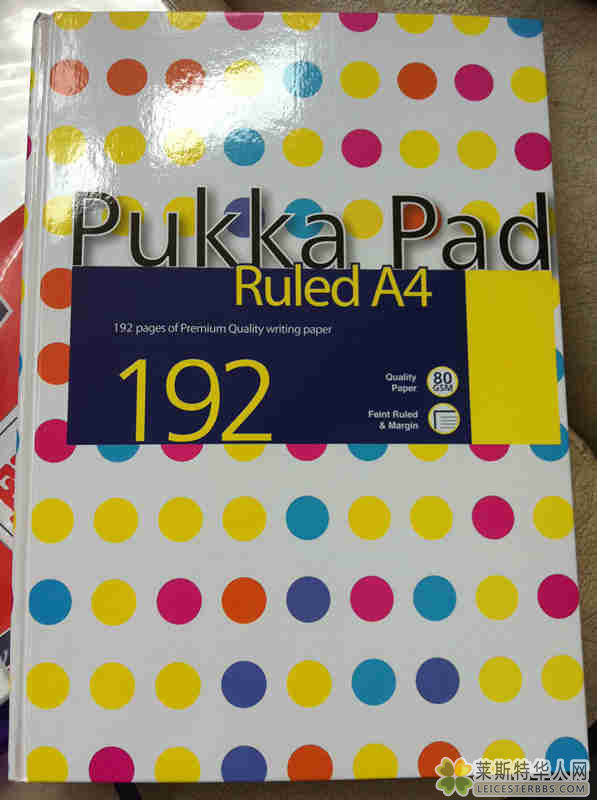 Pukka Pad
Ruled A4
192 pages of Premium Quality writing paper
192
Quality
Paper
80
GSM
Feint Ruled
& Margin
莱斯特华人网
LEICESTERBBS.COM